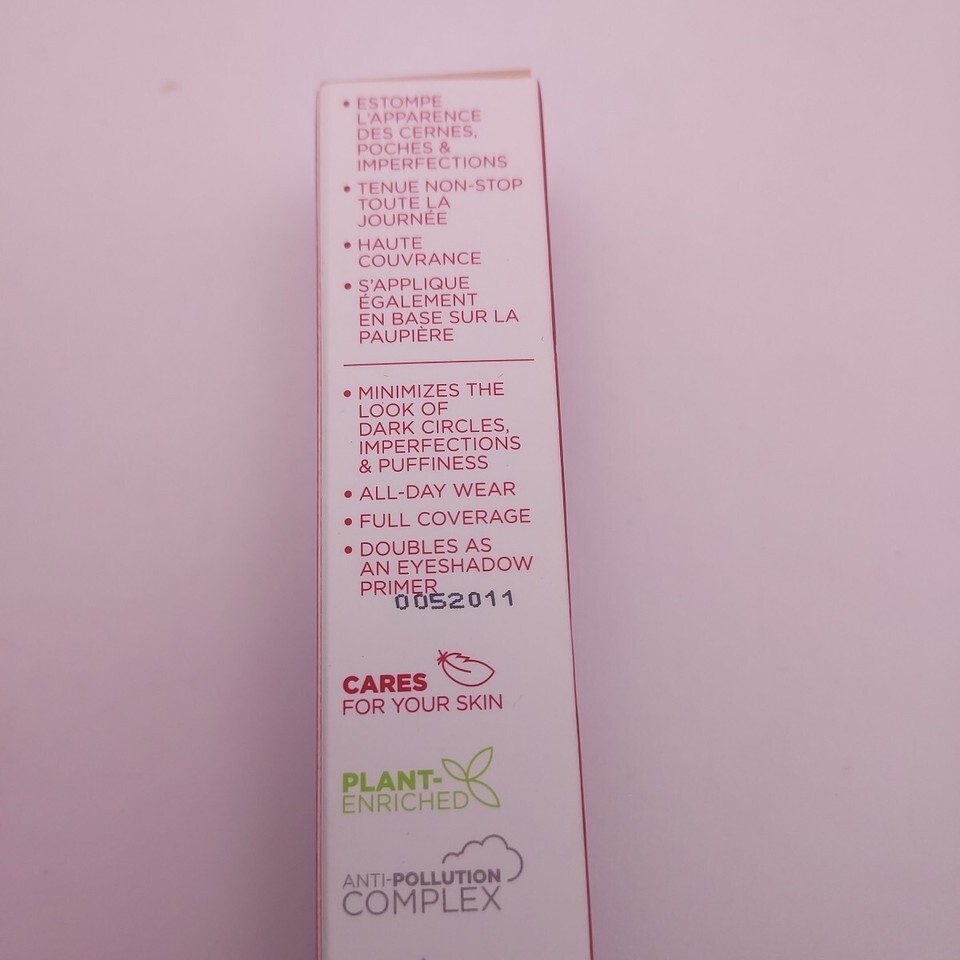 • ESTOMPE
L'APPARENCE
DES CERNES,
POCHES &
IMPERFECTIONS
• TENUE NON-STOP
TOUTE LA
JOURNÉE
• HAUTE
COUVRANCE
• S'APPLIQUE
ÉGALEMENT
EN BASE SUR LA
PAUPIÈRE
• MINIMIZES THE
LOOK OF
DARK CIRCLES,
IMPERFECTIONS
& PUFFINESS
• ALL-DAY WEAR
• FULL COVERAGE
• DOUBLES AS
AN EYESHADOW
PRIMER
0052011
CARES
FOR YOUR SKIN
PLANT-
ENRICHED
ANTI-POLLUTION
COMPLEX